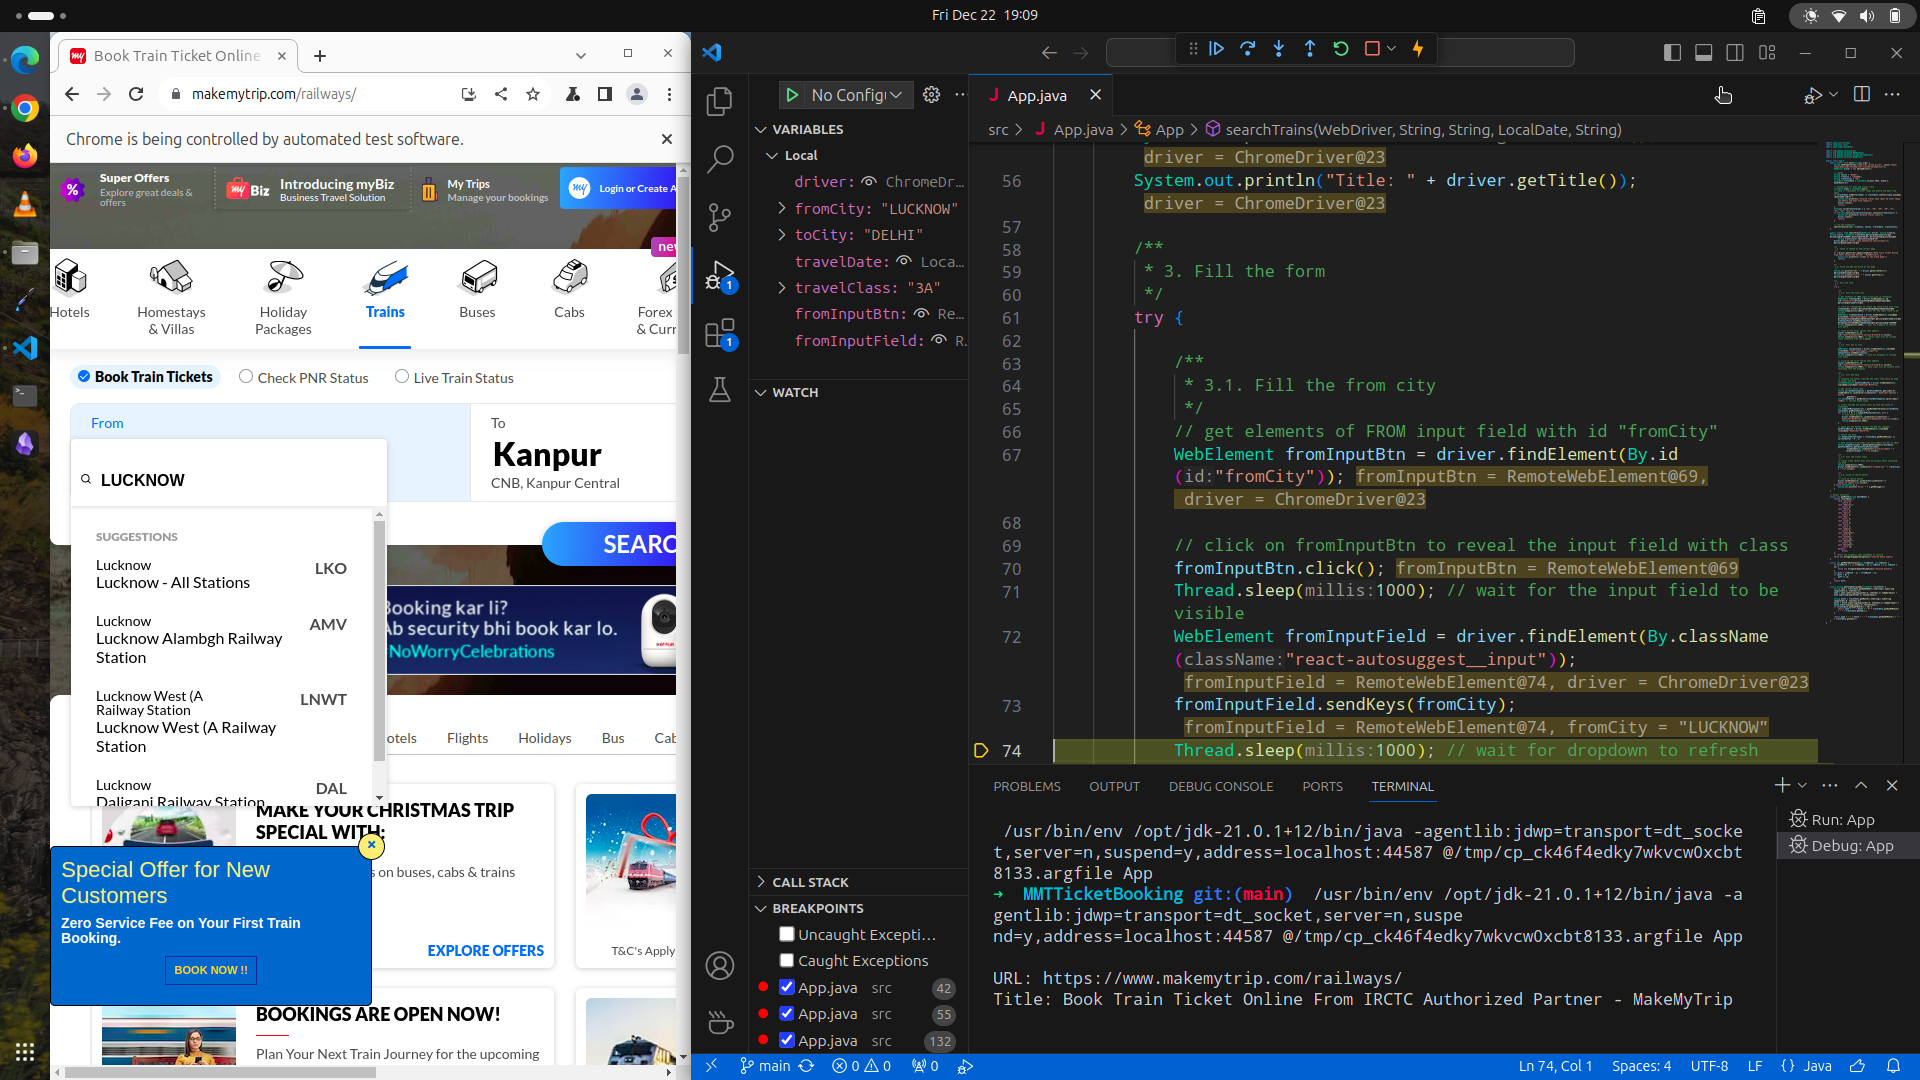 Fri Dec 22 19:09
Book Train Ticket Online
makemytrip.com/railways/
Chrome is being controlled by automated test software.
Super Offers
Explore great deals &
offers
my Biz
Introducing myBiz
Business Travel Solution
My Trips
Manage your bookings
my
Login or Create A
new
Hotels
Homestays
& Villas
Holiday
Packages
Trains
Buses
Cabs
Forex
& Curr
Book Train Tickets
Check PNR Status
Live Train Status
From
LUCKNOW
To
Kanpur
CNB, Kanpur Central
SEARC
SUGGESTIONS
Lucknow
Lucknow - All Stations
LKO
Lucknow
Lucknow Alambgh Railway
Station
AMV
Lucknow West (A
Railway Station
Lucknow West (A Railway
Station
LNWT
Lucknow
Daliganj Railway Station
DAL
Booking kar li?
Ab security bhi book kar lo.
#NoWorryCelebrations
otels
Flights
Holidays
Bus
Cab
MAKE YOUR CHRISTMAS TRIP
SPECIAL WITH:
s on buses, cabs & trains
EXPLORE OFFERS
T&C's Apply
Special Offer for New
Customers
Zero Service Fee on Your First Train
Booking.
BOOK NOW !!
BOOKINGS ARE OPEN NOW!
Plan Your Next Train Journey for the upcoming
No Config
VARIABLES
Local
driver: ChromeDr…
fromCity: "LUCKNOW"
toCity: "DELHI"
travelDate: Loca…
travelClass: "3A"
fromInputBtn: Re…
fromInputField: R…
WATCH
CALL STACK
BREAKPOINTS
Uncaught Excepti…
Caught Exceptions
App.java src 42
App.java src 55
App.java src 132
App.java
src > App.java > App > searchTrains(WebDriver, String, String, LocalDate, String)
driver = ChromeDriver@23
56 System.out.println("Title: " + driver.getTitle());
driver = ChromeDriver@23
57
58 /**
59 * 3. Fill the form
60 */
61 try {
62
63 /**
64 * 3.1. Fill the from city
65 */
66 // get elements of FROM input field with id "fromCity"
67 WebElement fromInputBtn = driver.findElement(By.id
(id:"fromCity")); fromInputBtn = RemoteWebElement@69,
driver = ChromeDriver@23
68
69 // click on fromInputBtn to reveal the input field with class
70 fromInputBtn.click(); fromInputBtn = RemoteWebElement@69
71 Thread.sleep(millis:1000); // wait for the input field to be
visible
72 WebElement fromInputField = driver.findElement(By.className
(className:"react-autosuggest__input"));
fromInputField = RemoteWebElement@74, driver = ChromeDriver@23
73 fromInputField.sendKeys(fromCity);
fromInputField = RemoteWebElement@74, fromCity = "LUCKNOW"
74 Thread.sleep(millis:1000); // wait for dropdown to refresh
PROBLEMS
OUTPUT
DEBUG CONSOLE
PORTS
TERMINAL
/usr/bin/env /opt/jdk-21.0.1+12/bin/java -agentlib:jdwp=transport=dt_socke
t,server=n,suspend=y,address=localhost:44587 @/tmp/cp_ck46f4edky7wkvcw0xcbt
8133.argfile App
➜ MMTTicketBooking git:(main) /usr/bin/env /opt/jdk-21.0.1+12/bin/java -a
gentlib:jdwp=transport=dt_socket,server=n,suspe
nd=y,address=localhost:44587 @/tmp/cp_ck46f4edky7wkvcw0xcbt8133.argfile App
URL: https://www.makemytrip.com/railways/
Title: Book Train Ticket Online From IRCTC Authorized Partner - MakeMyTrip
Run: App
Debug: App
main
0 0
0
Ln 74, Col 1
Spaces: 4
UTF-8
LF
{ } Java